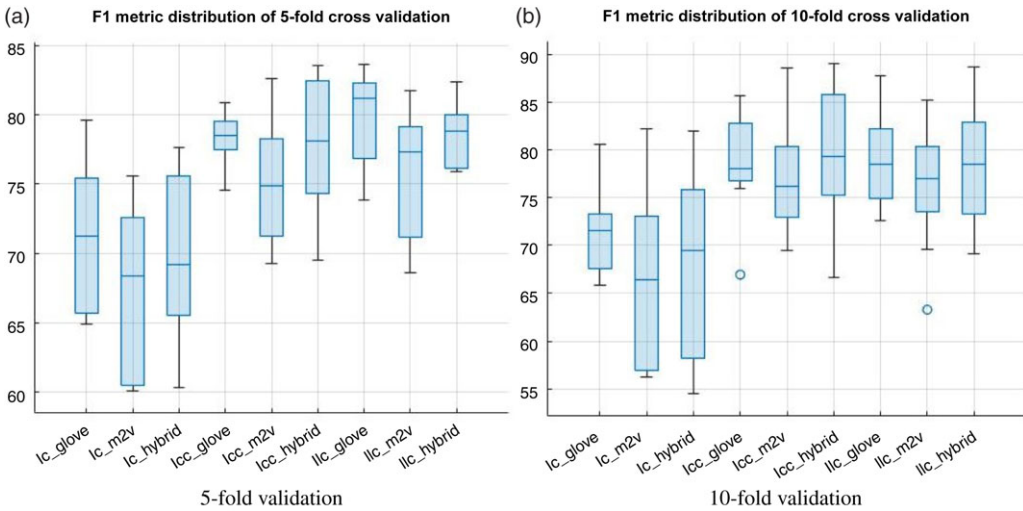 (a)
F1 metric distribution of 5-fold cross validation
85
80
75
70
65
60
lc_glove
lc_m2v
lc_hybrid
lcc_glove
lcc_m2v
lcc_hybrid
llc_glove
llc_m2v
llc_hybrid
5-fold validation
(b)
F1 metric distribution of 10-fold cross validation
90
85
80
75
70
65
60
55
lc_glove
lc_m2v
lc_hybrid
lcc_glove
lcc_m2v
lcc_hybrid
llc_glove
llc_m2v
llc_hybrid
10-fold validation